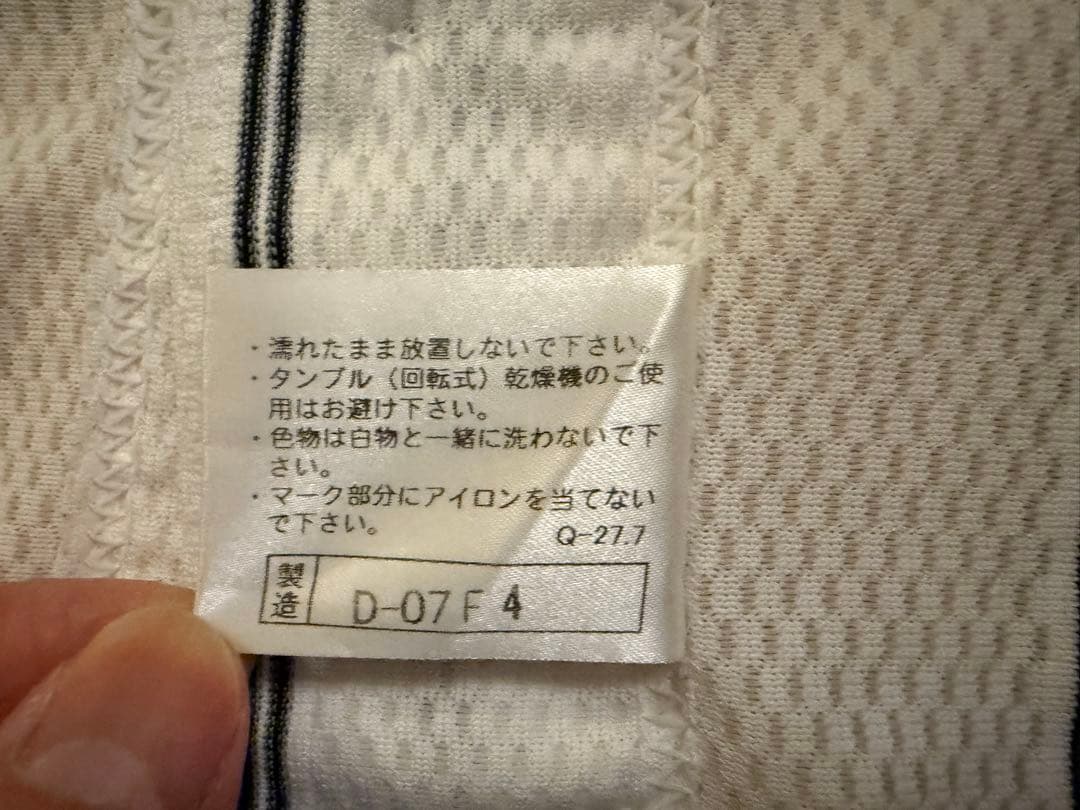 ・濡れたまま放置しないで下さい。
・タンブル（回転式）乾燥機のご使
用はお避け下さい。
・色物は白物と一緒に洗わないで下
さい。
・マーク部分にアイロンを当てない
で下さい。
Q-27.7
製造
D-07F 4